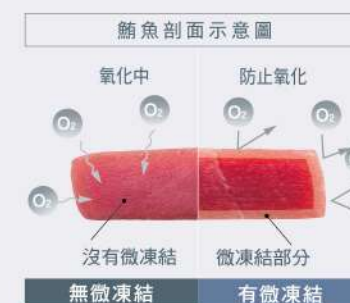 鮪魚剖面示意圖
氧化中
防止氧化
O₂
O₂
O₂
O₂
O₂
沒有微凍結
微凍結部分
無微凍結
有微凍結